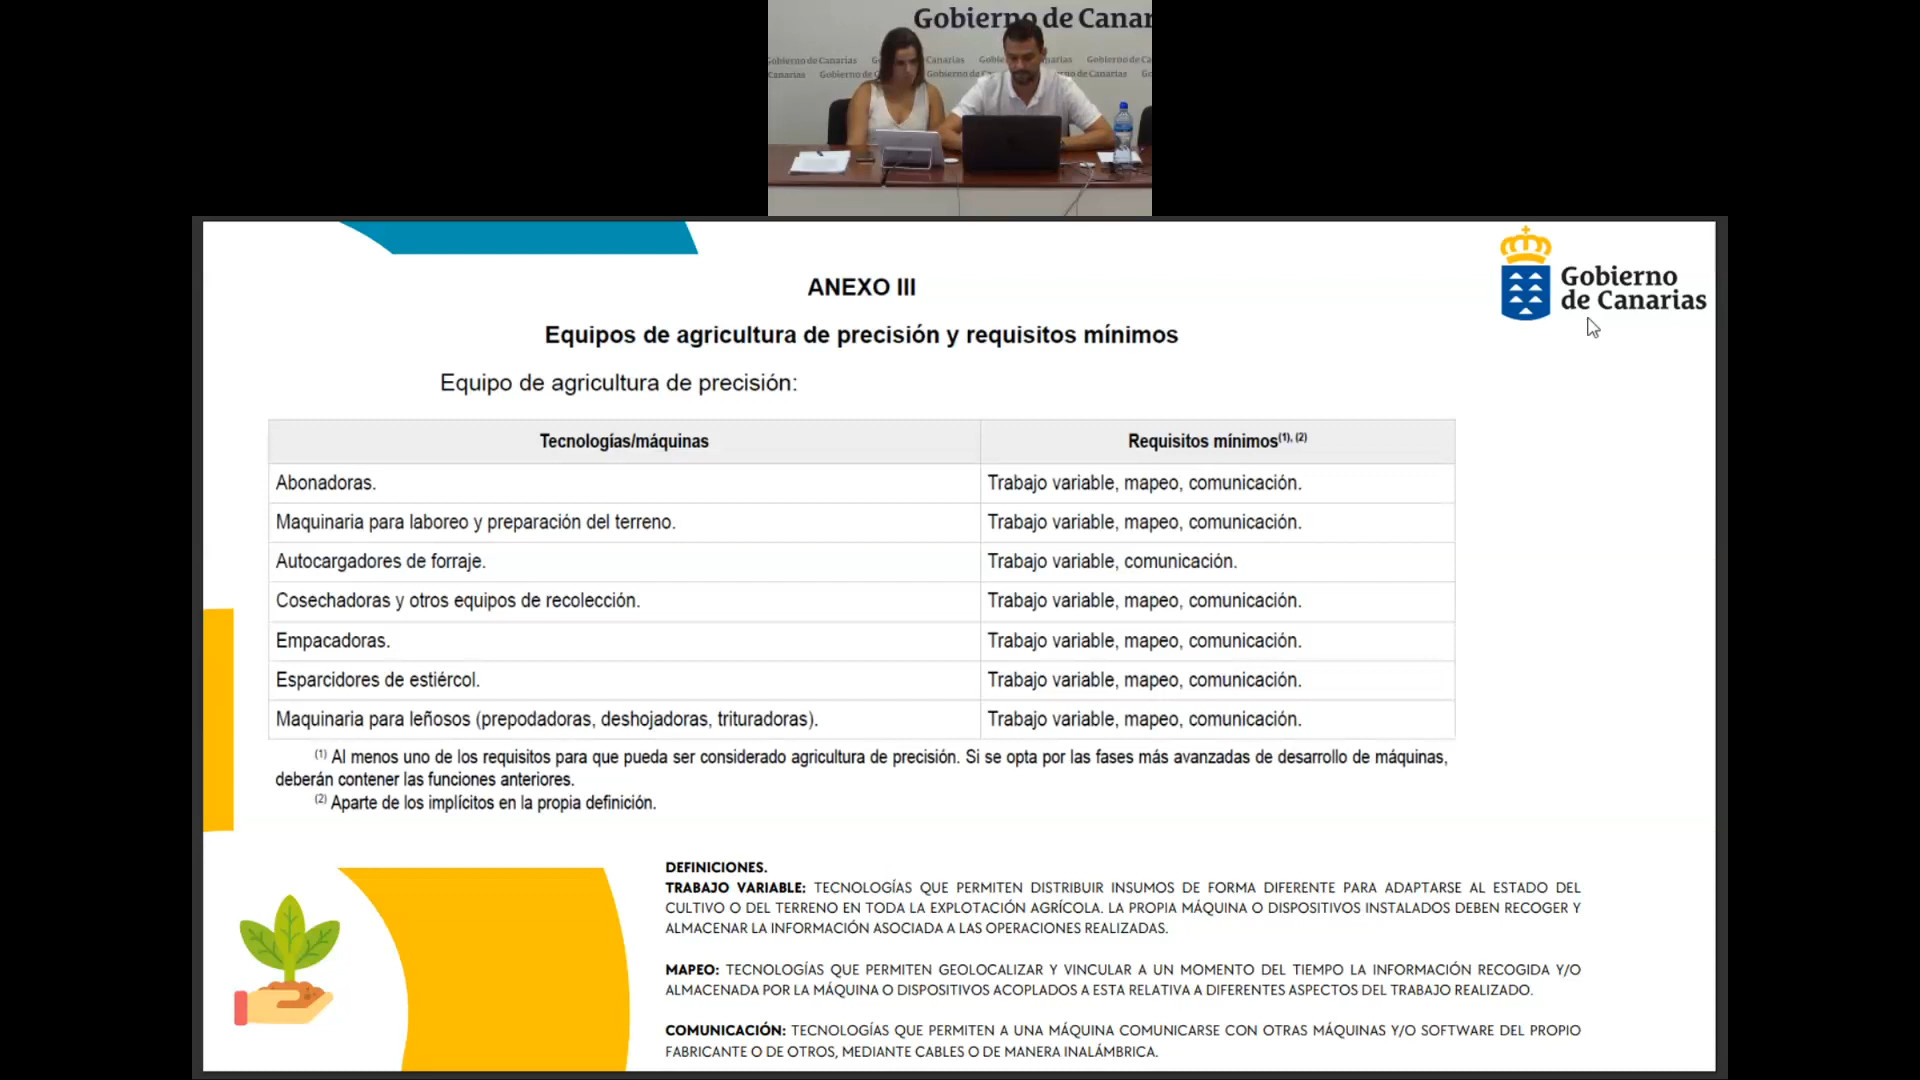 Gobierno de Canar
Gobierno de Canarias
Canarias
Gobierno de Canarias
ANEXO III
Gobierno
de Canarias
Equipos de agricultura de precisión y requisitos mínimos
Equipo de agricultura de precisión:
Tecnologías/máquinas Requisitos mínimos(1), (2)
Abonadoras. Trabajo variable, mapeo, comunicación.
Maquinaria para laboreo y preparación del terreno. Trabajo variable, mapeo, comunicación.
Autocargadores de forraje. Trabajo variable, comunicación.
Cosechadoras y otros equipos de recolección. Trabajo variable, mapeo, comunicación.
Empacadoras. Trabajo variable, mapeo, comunicación.
Esparcidores de estiércol. Trabajo variable, mapeo, comunicación.
Maquinaria para leñosos (prepodadoras, deshojadoras, trituradoras). Trabajo variable, mapeo, comunicación.
(1) Al menos uno de los requisitos para que pueda ser considerado agricultura de precisión. Si se opta por las fases más avanzadas de desarrollo de máquinas,
deberán contener las funciones anteriores.
(2) Aparte de los implícitos en la propia definición.
DEFINICIONES.
TRABAJO VARIABLE: TECNOLOGÍAS QUE PERMITEN DISTRIBUIR INSUMOS DE FORMA DIFERENTE PARA ADAPTARSE AL ESTADO DEL
CULTIVO O DEL TERRENO EN TODA LA EXPLOTACIÓN AGRÍCOLA. LA PROPIA MÁQUINA O DISPOSITIVOS INSTALADOS DEBEN RECOGER Y
ALMACENAR LA INFORMACIÓN ASOCIADA A LAS OPERACIONES REALIZADAS.
MAPEO: TECNOLOGÍAS QUE PERMITEN GEOLOCALIZAR Y VINCULAR A UN MOMENTO DEL TIEMPO LA INFORMACIÓN RECOGIDA Y/O
ALMACENADA POR LA MÁQUINA O DISPOSITIVOS ACOPLADOS A ESTA RELATIVA A DIFERENTES ASPECTOS DEL TRABAJO REALIZADO.
COMUNICACIÓN: TECNOLOGÍAS QUE PERMITEN A UNA MÁQUINA COMUNICARSE CON OTRAS MÁQUINAS Y/O SOFTWARE DEL PROPIO
FABRICANTE O DE OTROS, MEDIANTE CABLES O DE MANERA INALÁMBRICA.